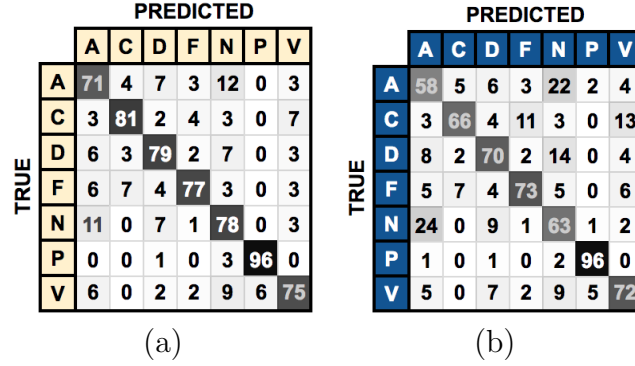 PREDICTED
A C D F N P V
TRUE
A 71 4 7 3 12 0 3
C 3 81 2 4 3 0 7
D 6 3 79 2 7 0 3
F 6 7 4 77 3 0 3
N 11 0 7 1 78 0 3
P 0 0 1 0 3 96 0
V 6 0 2 2 9 6 75
(a)
PREDICTED
A C D F N P V
TRUE
A 58 5 6 3 22 2 4
C 3 66 4 11 3 0 13
D 8 2 70 2 14 0 4
F 5 7 4 73 5 0 6
N 24 0 9 1 63 1 2
P 1 0 1 0 2 96 0
V 5 0 7 2 9 5 72
(b)